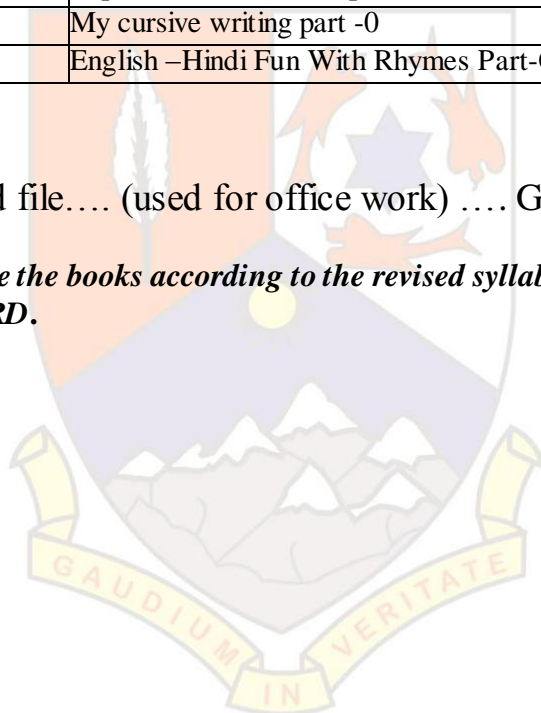 My cursive writing part -0
English –Hindi Fun With Rhymes Part-
file…. (used for office work) …. G
the books according to the revised syllab
.
GAUDIUM IN VERITATE